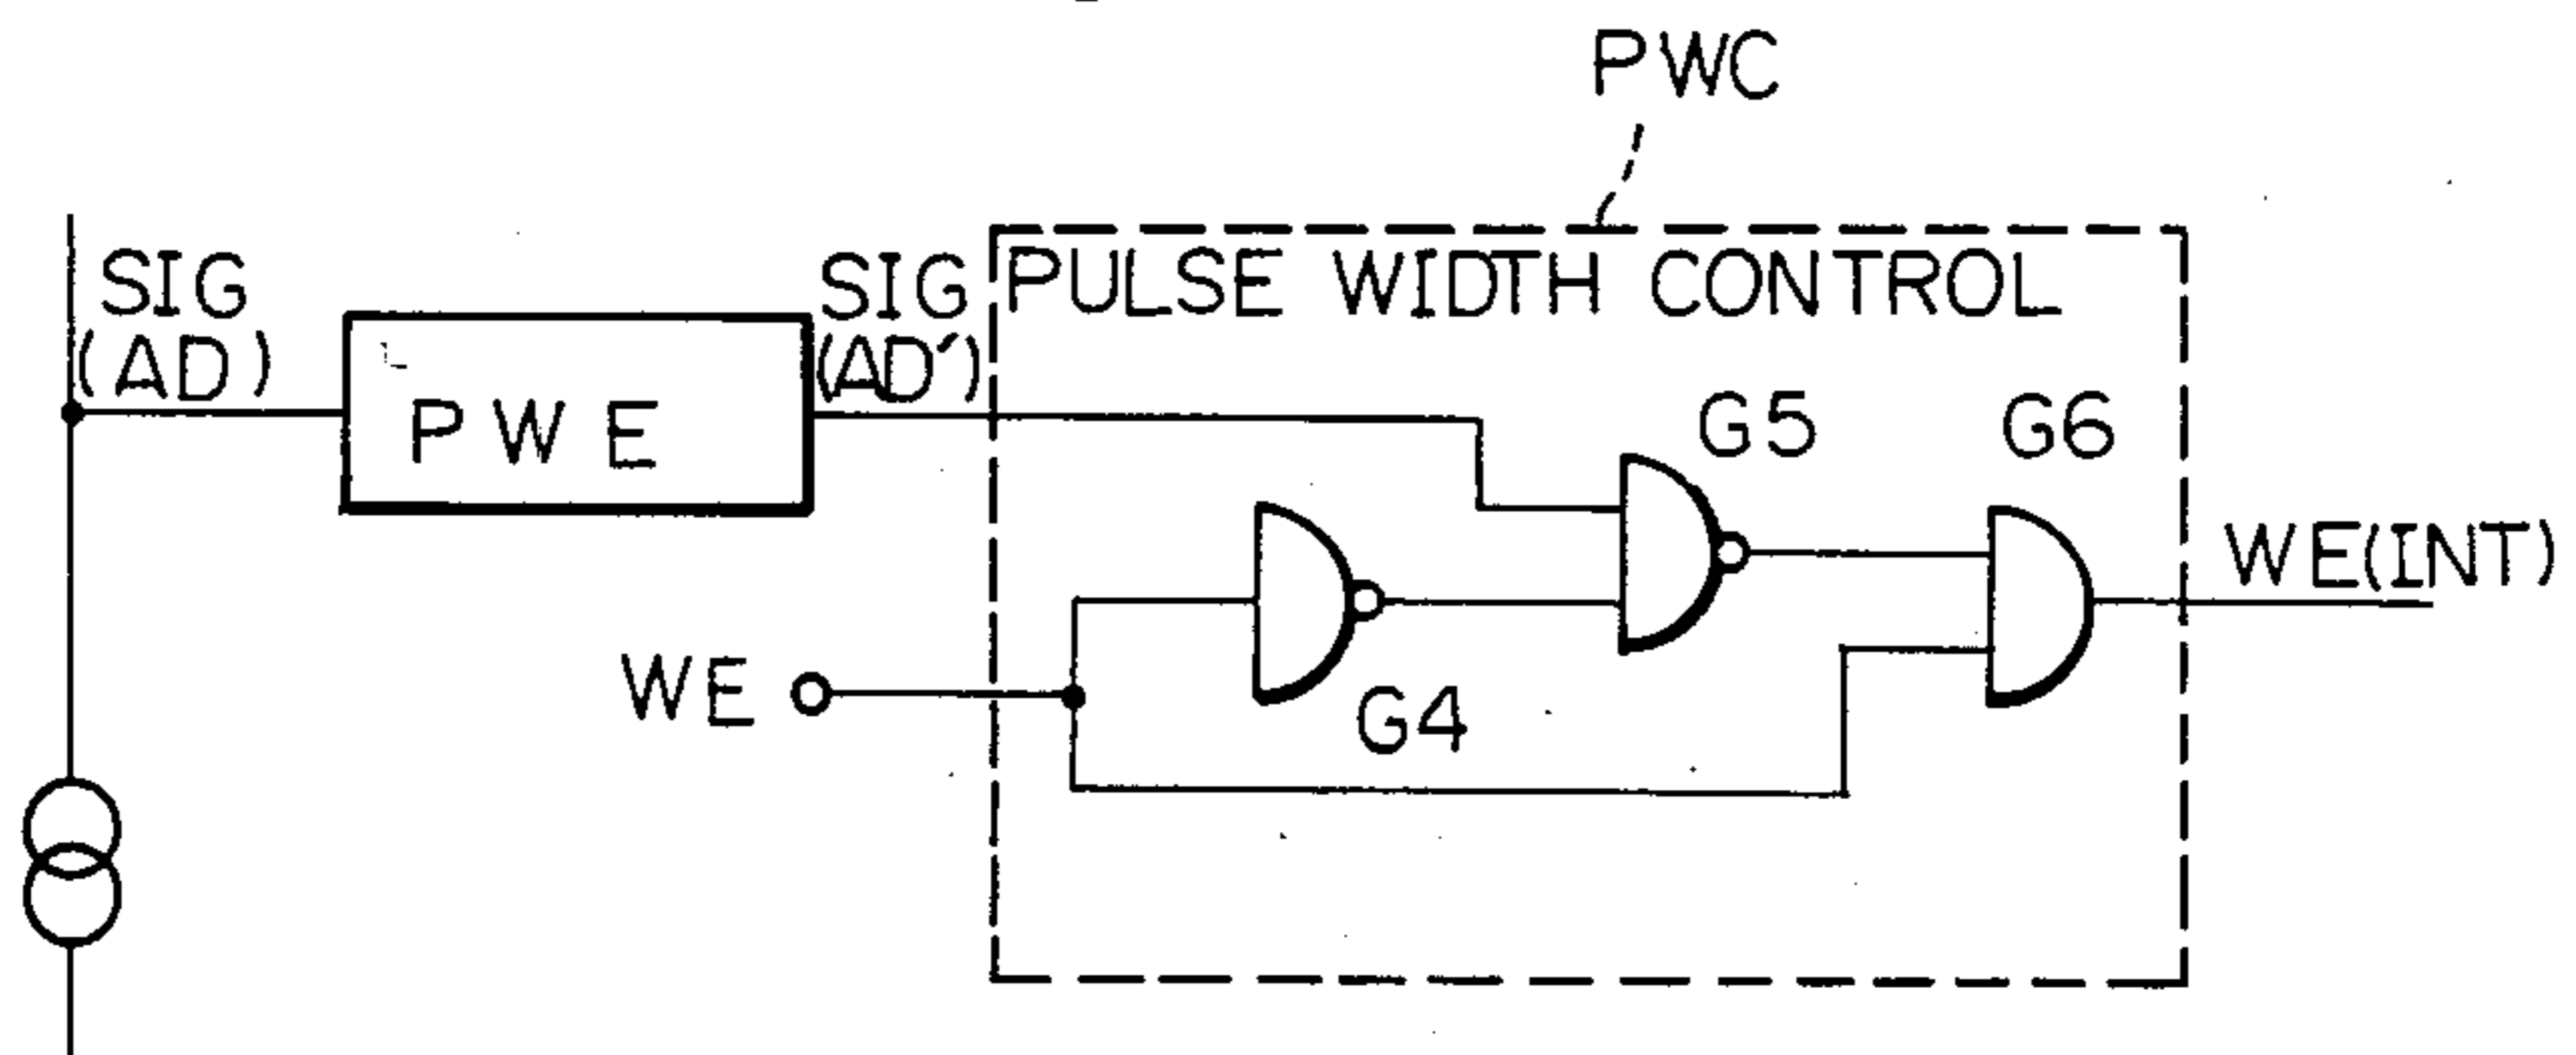 PWC
SIG
(AD)
PWE
SIG
(AD')
PULSE WIDTH CONTROL
G5
G6
WE(INT)
WE
G4